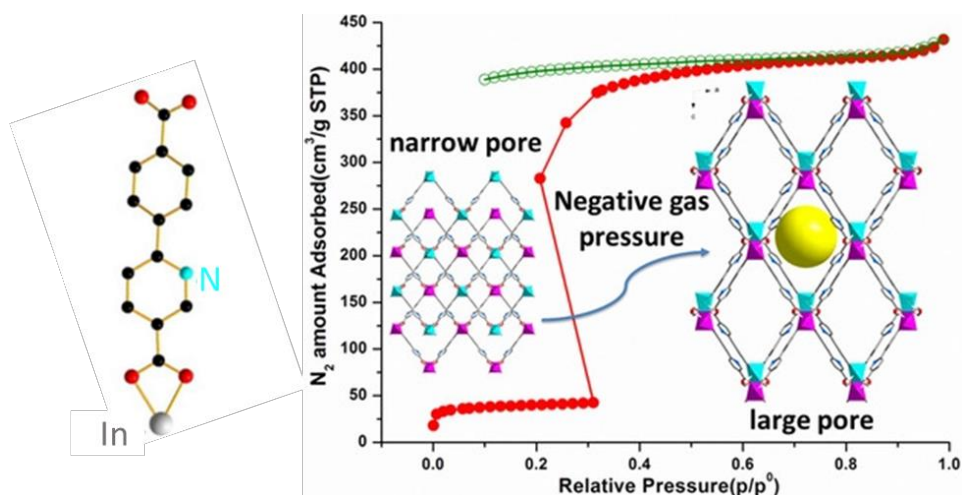 N
In
N₂ amount Adsorbed(cm³/g STP)
450
400
350
300
250
200
150
100
50
0
narrow pore
Negative gas
pressure
large pore
c
0.0 0.2 0.4 0.6 0.8 1.0
Relative Pressure(p/p⁰)